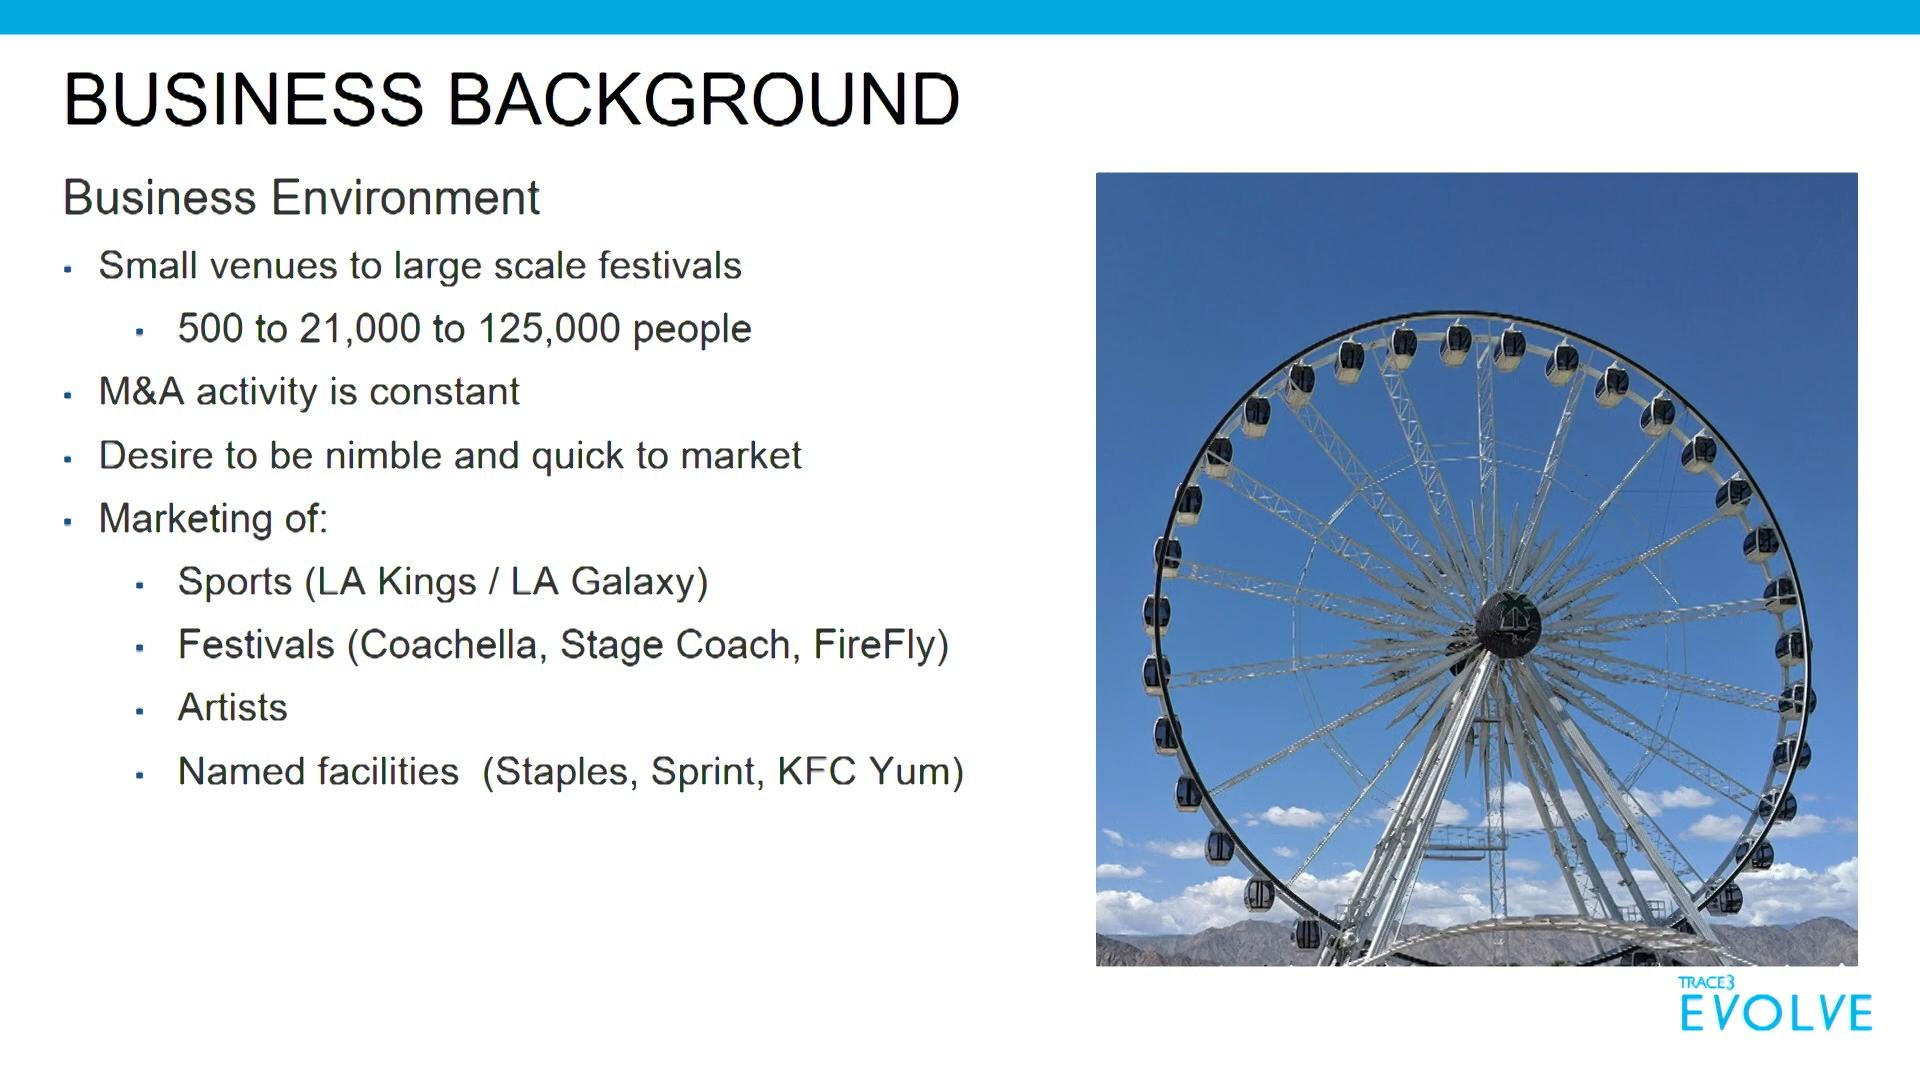 BUSINESS BACKGROUND
Business Environment
Small venues to large scale festivals
500 to 21,000 to 125,000 people
M&A activity is constant
Desire to be nimble and quick to market
Marketing of:
Sports (LA Kings / LA Galaxy)
Festivals (Coachella, Stage Coach, FireFly)
Artists
Named facilities  (Staples, Sprint, KFC Yum)
TRACE3
EVOLVE